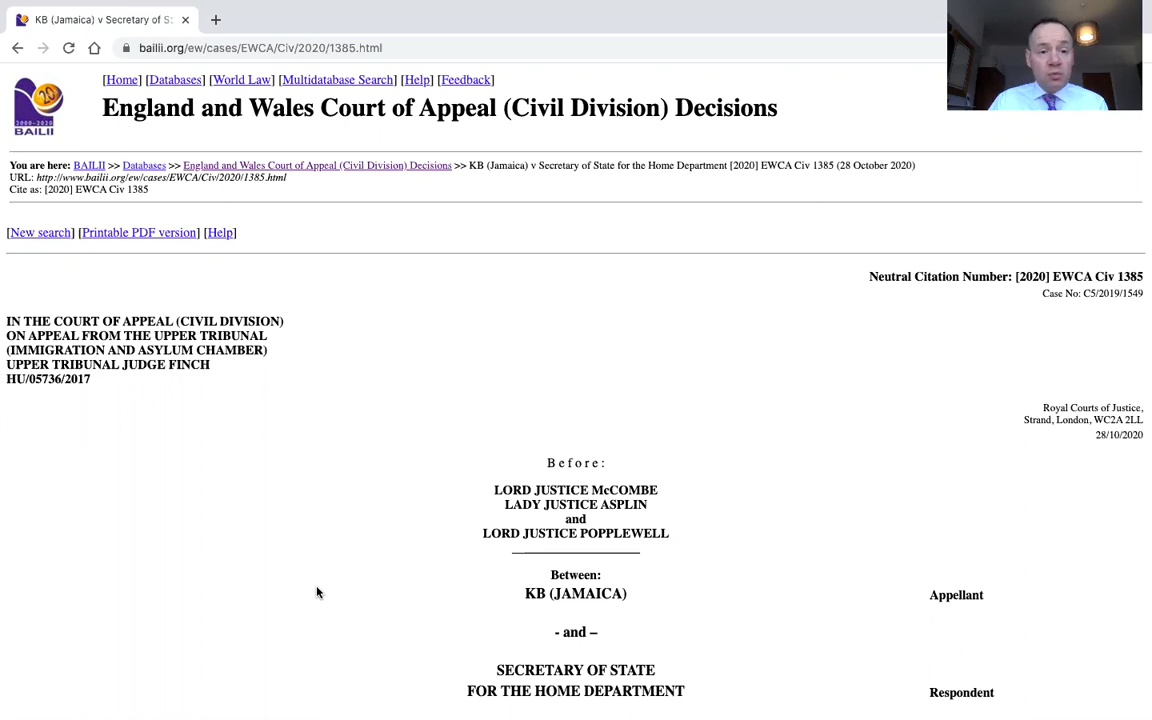 KB (Jamaica) v Secretary of St
bailii.org/ew/cases/EWCA/Civ/2020/1385.html
20
2000-2020
BAILII
[Home] [Databases] [World Law] [Multidatabase Search] [Help] [Feedback]
England and Wales Court of Appeal (Civil Division) Decisions
You are here: BAILII >> Databases >> England and Wales Court of Appeal (Civil Division) Decisions >> KB (Jamaica) v Secretary of State for the Home Department [2020] EWCA Civ 1385 (28 October 2020)
URL: http://www.bailii.org/ew/cases/EWCA/Civ/2020/1385.html
Cite as: [2020] EWCA Civ 1385
[New search] [Printable PDF version] [Help]
Neutral Citation Number: [2020] EWCA Civ 1385
Case No: C5/2019/1549
IN THE COURT OF APPEAL (CIVIL DIVISION)
ON APPEAL FROM THE UPPER TRIBUNAL
(IMMIGRATION AND ASYLUM CHAMBER)
UPPER TRIBUNAL JUDGE FINCH
HU/05736/2017
Royal Courts of Justice,
Strand, London, WC2A 2LL
28/10/2020
B e f o r e :
LORD JUSTICE McCOMBE
LADY JUSTICE ASPLIN
and
LORD JUSTICE POPPLEWELL
Between:
KB (JAMAICA)
Appellant
- and –
SECRETARY OF STATE
FOR THE HOME DEPARTMENT
Respondent